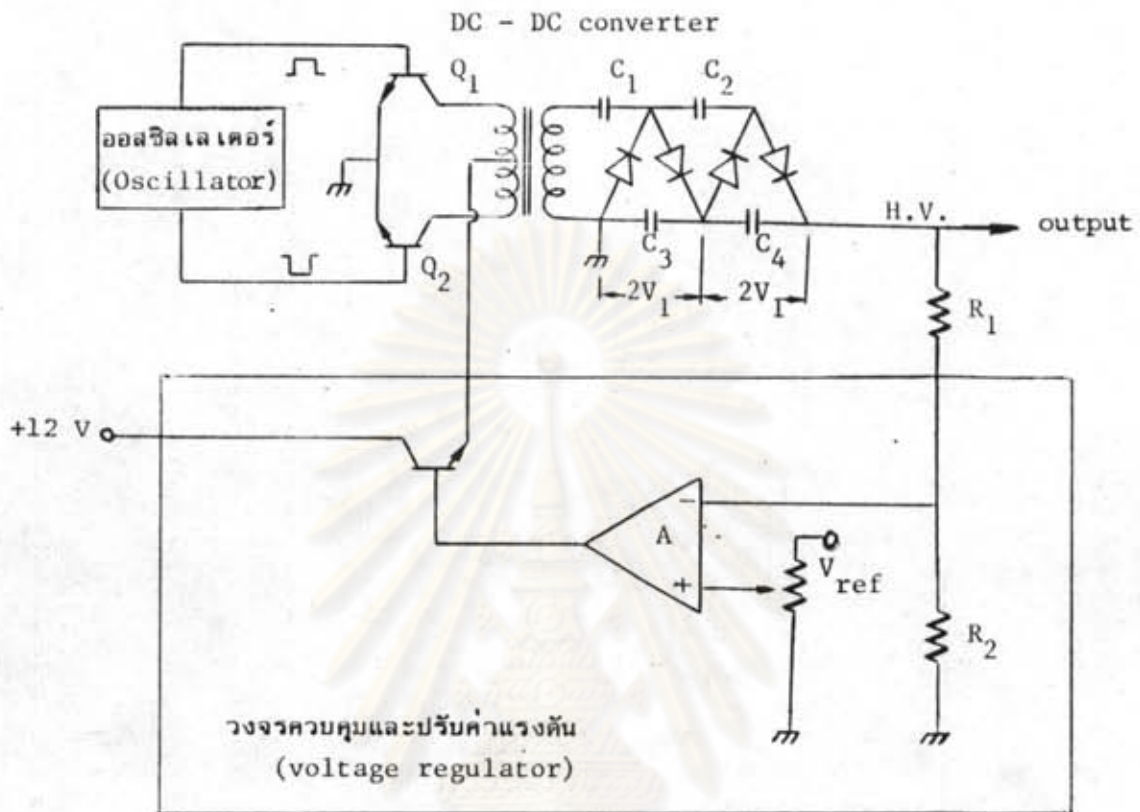 DC - DC converter
Q1
C1
C2
ออสซิลเลเตอร์
(Oscillator)
H.V.
output
Q2
C3
C4
2V1
2V1
R1
+12 V
-
A
+
Vref
R2
วงจรควบคุมและปรับค่าแรงดัน
(voltage regulator)